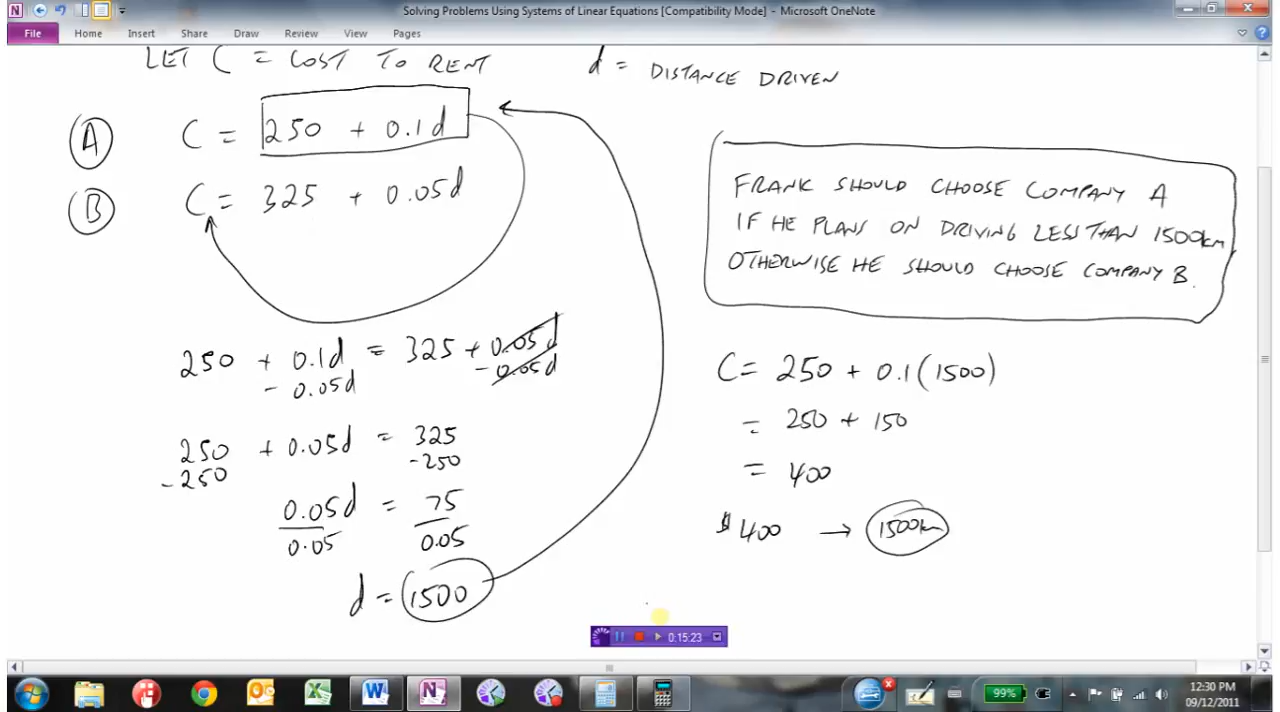 Solving Problems Using Systems of Linear Equations [Compatibility Mode] - Microsoft OneNote
File Home Insert Share Draw Review View Pages
LET C = COST TO RENT d = DISTANCE DRIVEN
A C = 250 + 0.1d
B C = 325 + 0.05d
FRANK SHOULD CHOOSE COMPANY A
IF HE PLANS ON DRIVING LESS THAN 1500km
OTHERWISE HE SHOULD CHOOSE COMPANY B.
250 + 0.1d = 325 + 0.05d
- 0.05d - 0.05d
250 + 0.05d = 325
-250 -250
0.05d = 75
0.05 0.05
d = 1500
C = 250 + 0.1(1500)
= 250 + 150
= 400
$400 → 1500km
0:15:23
99%
12:30 PM
09/12/2011